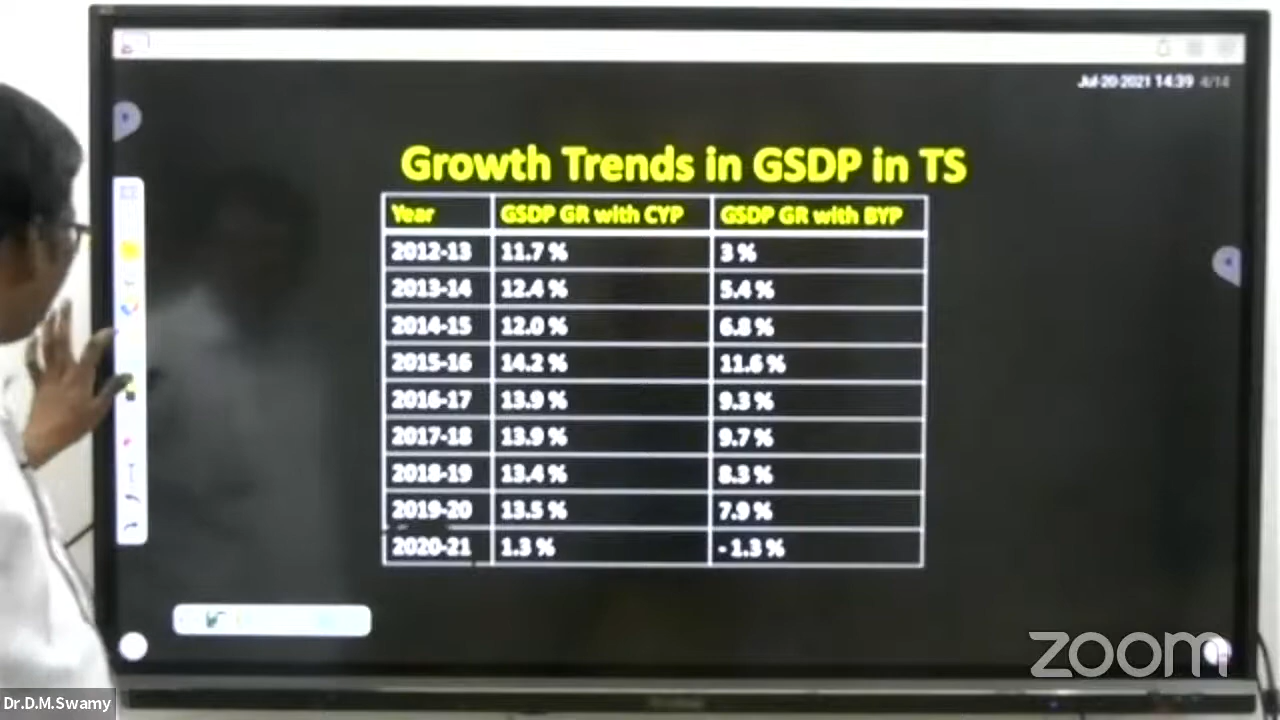 Jul-20-2021 14:39 4/14
Growth Trends in GSDP in TS
Year GSDP GR with CYP GSDP GR with BYP
2012-13 11.7 % 3 %
2013-14 12.4 % 5.4 %
2014-15 12.0 % 6.8 %
2015-16 14.2 % 11.6 %
2016-17 13.9 % 9.3 %
2017-18 13.9 % 9.7 %
2018-19 13.4 % 8.3 %
2019-20 13.5 % 7.9 %
2020-21 1.3 % - 1.3 %
zoom
Dr.D.M.Swamy